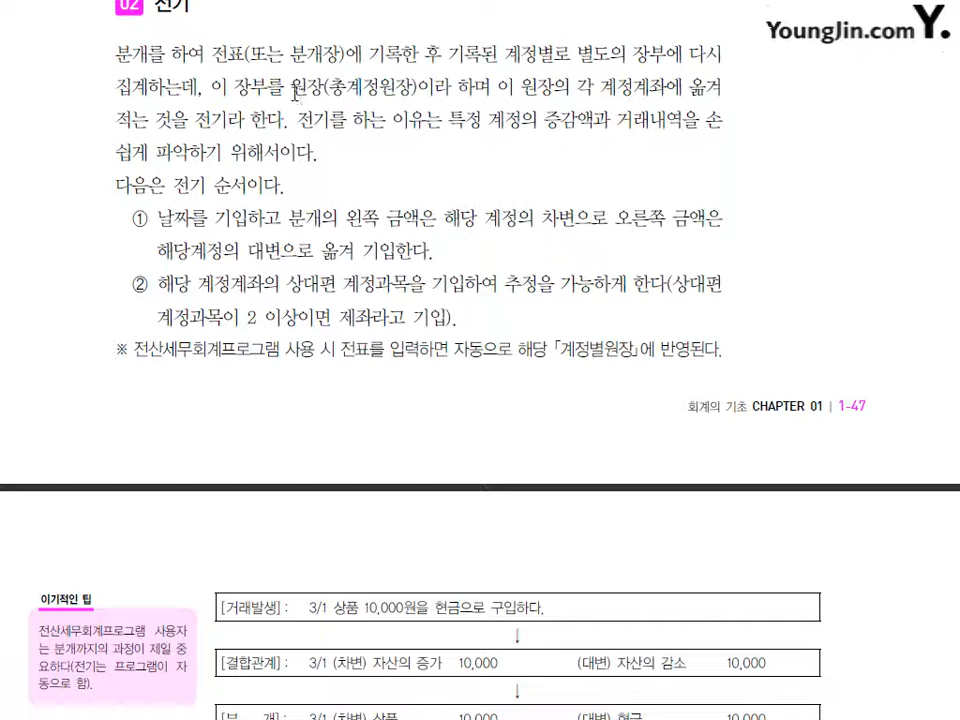 02 전기
YoungJin.com Y.
분개를 하여 전표(또는 분개장)에 기록한 후 기록된 계정별로 별도의 장부에 다시
집계하는데, 이 장부를 원장(총계정원장)이라 하며 이 원장의 각 계정계좌에 옮겨
적는 것을 전기라 한다. 전기를 하는 이유는 특정 계정의 증감액과 거래내역을 손
쉽게 파악하기 위해서이다.
다음은 전기 순서이다.
① 날짜를 기입하고 분개의 왼쪽 금액은 해당 계정의 차변으로 오른쪽 금액은
해당계정의 대변으로 옮겨 기입한다.
② 해당 계정계좌의 상대편 계정과목을 기입하여 추정을 가능하게 한다(상대편
계정과목이 2 이상이면 제좌라고 기입).
※ 전산세무회계프로그램 사용 시 전표를 입력하면 자동으로 해당 「계정별원장」에 반영된다.
회계의 기초 CHAPTER 01 | 1-47
이기적인 팁
전산세무회계프로그램 사용자
는 분개까지의 과정이 제일 중
요하다(전기는 프로그램이 자
동으로 함).
[거래발생] : 3/1 상품 10,000원을 현금으로 구입하다.
↓
[결합관계] : 3/1 (차변) 자산의 증가 10,000 (대변) 자산의 감소 10,000
↓
[분 개] : 3/1 (차변) 상품 10,000 (대변) 현금 10,000